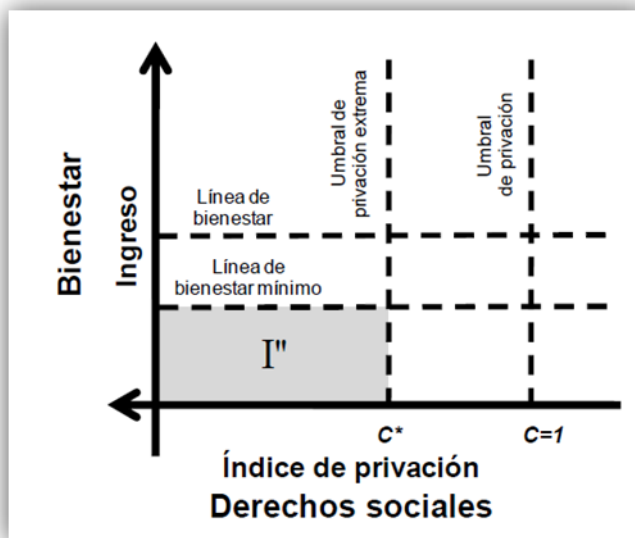 Bienestar
Ingreso
Línea de
bienestar
Línea de
bienestar mínimo
Umbral de
privación extrema
Umbral
de privación
I"
C*
C=1
Índice de privación
Derechos sociales